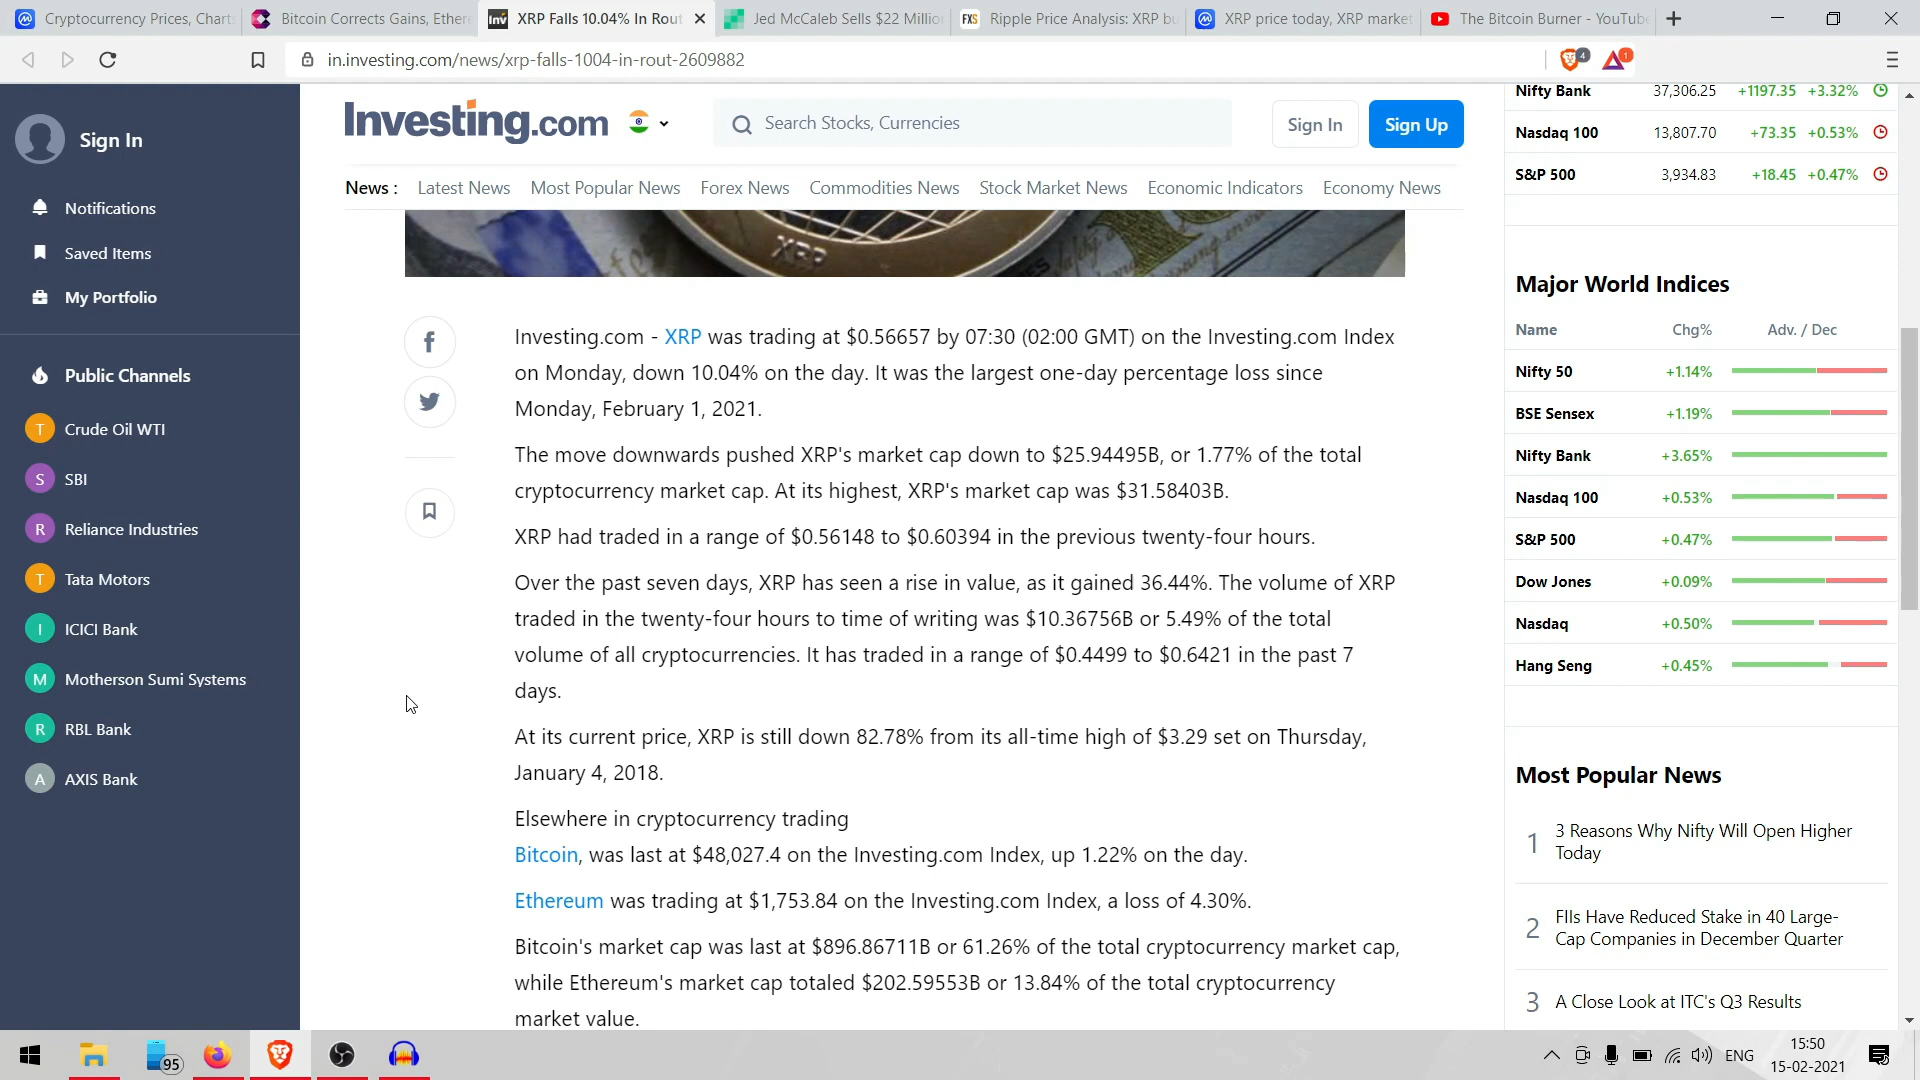 Cryptocurrency Prices, Chart
Bitcoin Corrects Gains, Ethere
XRP Falls 10.04% In Rout
Jed McCaleb Sells $22 Millio
Ripple Price Analysis: XRP bu
XRP price today, XRP market
The Bitcoin Burner - YouTube
in.investing.com/news/xrp-falls-1004-in-rout-2609882
4
1
Sign In
Notifications
Saved Items
My Portfolio
Public Channels
T Crude Oil WTI
S SBI
R Reliance Industries
T Tata Motors
I ICICI Bank
M Motherson Sumi Systems
R RBL Bank
A AXIS Bank
Investing.com
Search Stocks, Currencies
Sign In
Sign Up
News : Latest News Most Popular News Forex News Commodities News Stock Market News Economic Indicators Economy News
XRP
Investing.com - XRP was trading at $0.56657 by 07:30 (02:00 GMT) on the Investing.com Index
on Monday, down 10.04% on the day. It was the largest one-day percentage loss since
Monday, February 1, 2021.
The move downwards pushed XRP's market cap down to $25.94495B, or 1.77% of the total
cryptocurrency market cap. At its highest, XRP's market cap was $31.58403B.
XRP had traded in a range of $0.56148 to $0.60394 in the previous twenty-four hours.
Over the past seven days, XRP has seen a rise in value, as it gained 36.44%. The volume of XRP
traded in the twenty-four hours to time of writing was $10.36756B or 5.49% of the total
volume of all cryptocurrencies. It has traded in a range of $0.4499 to $0.6421 in the past 7
days.
At its current price, XRP is still down 82.78% from its all-time high of $3.29 set on Thursday,
January 4, 2018.
Elsewhere in cryptocurrency trading
Bitcoin, was last at $48,027.4 on the Investing.com Index, up 1.22% on the day.
Ethereum was trading at $1,753.84 on the Investing.com Index, a loss of 4.30%.
Bitcoin's market cap was last at $896.86711B or 61.26% of the total cryptocurrency market cap,
while Ethereum's market cap totaled $202.59553B or 13.84% of the total cryptocurrency
market value.
Nifty Bank 37,306.25 +1197.35 +3.32%
Nasdaq 100 13,807.70 +73.35 +0.53%
S&P 500 3,934.83 +18.45 +0.47%
Major World Indices
Name Chg% Adv. / Dec
Nifty 50 +1.14%
BSE Sensex +1.19%
Nifty Bank +3.65%
Nasdaq 100 +0.53%
S&P 500 +0.47%
Dow Jones +0.09%
Nasdaq +0.50%
Hang Seng +0.45%
Most Popular News
1 3 Reasons Why Nifty Will Open Higher
Today
2 FIIs Have Reduced Stake in 40 Large-
Cap Companies in December Quarter
3 A Close Look at ITC's Q3 Results
95
ENG
15:50
15-02-2021